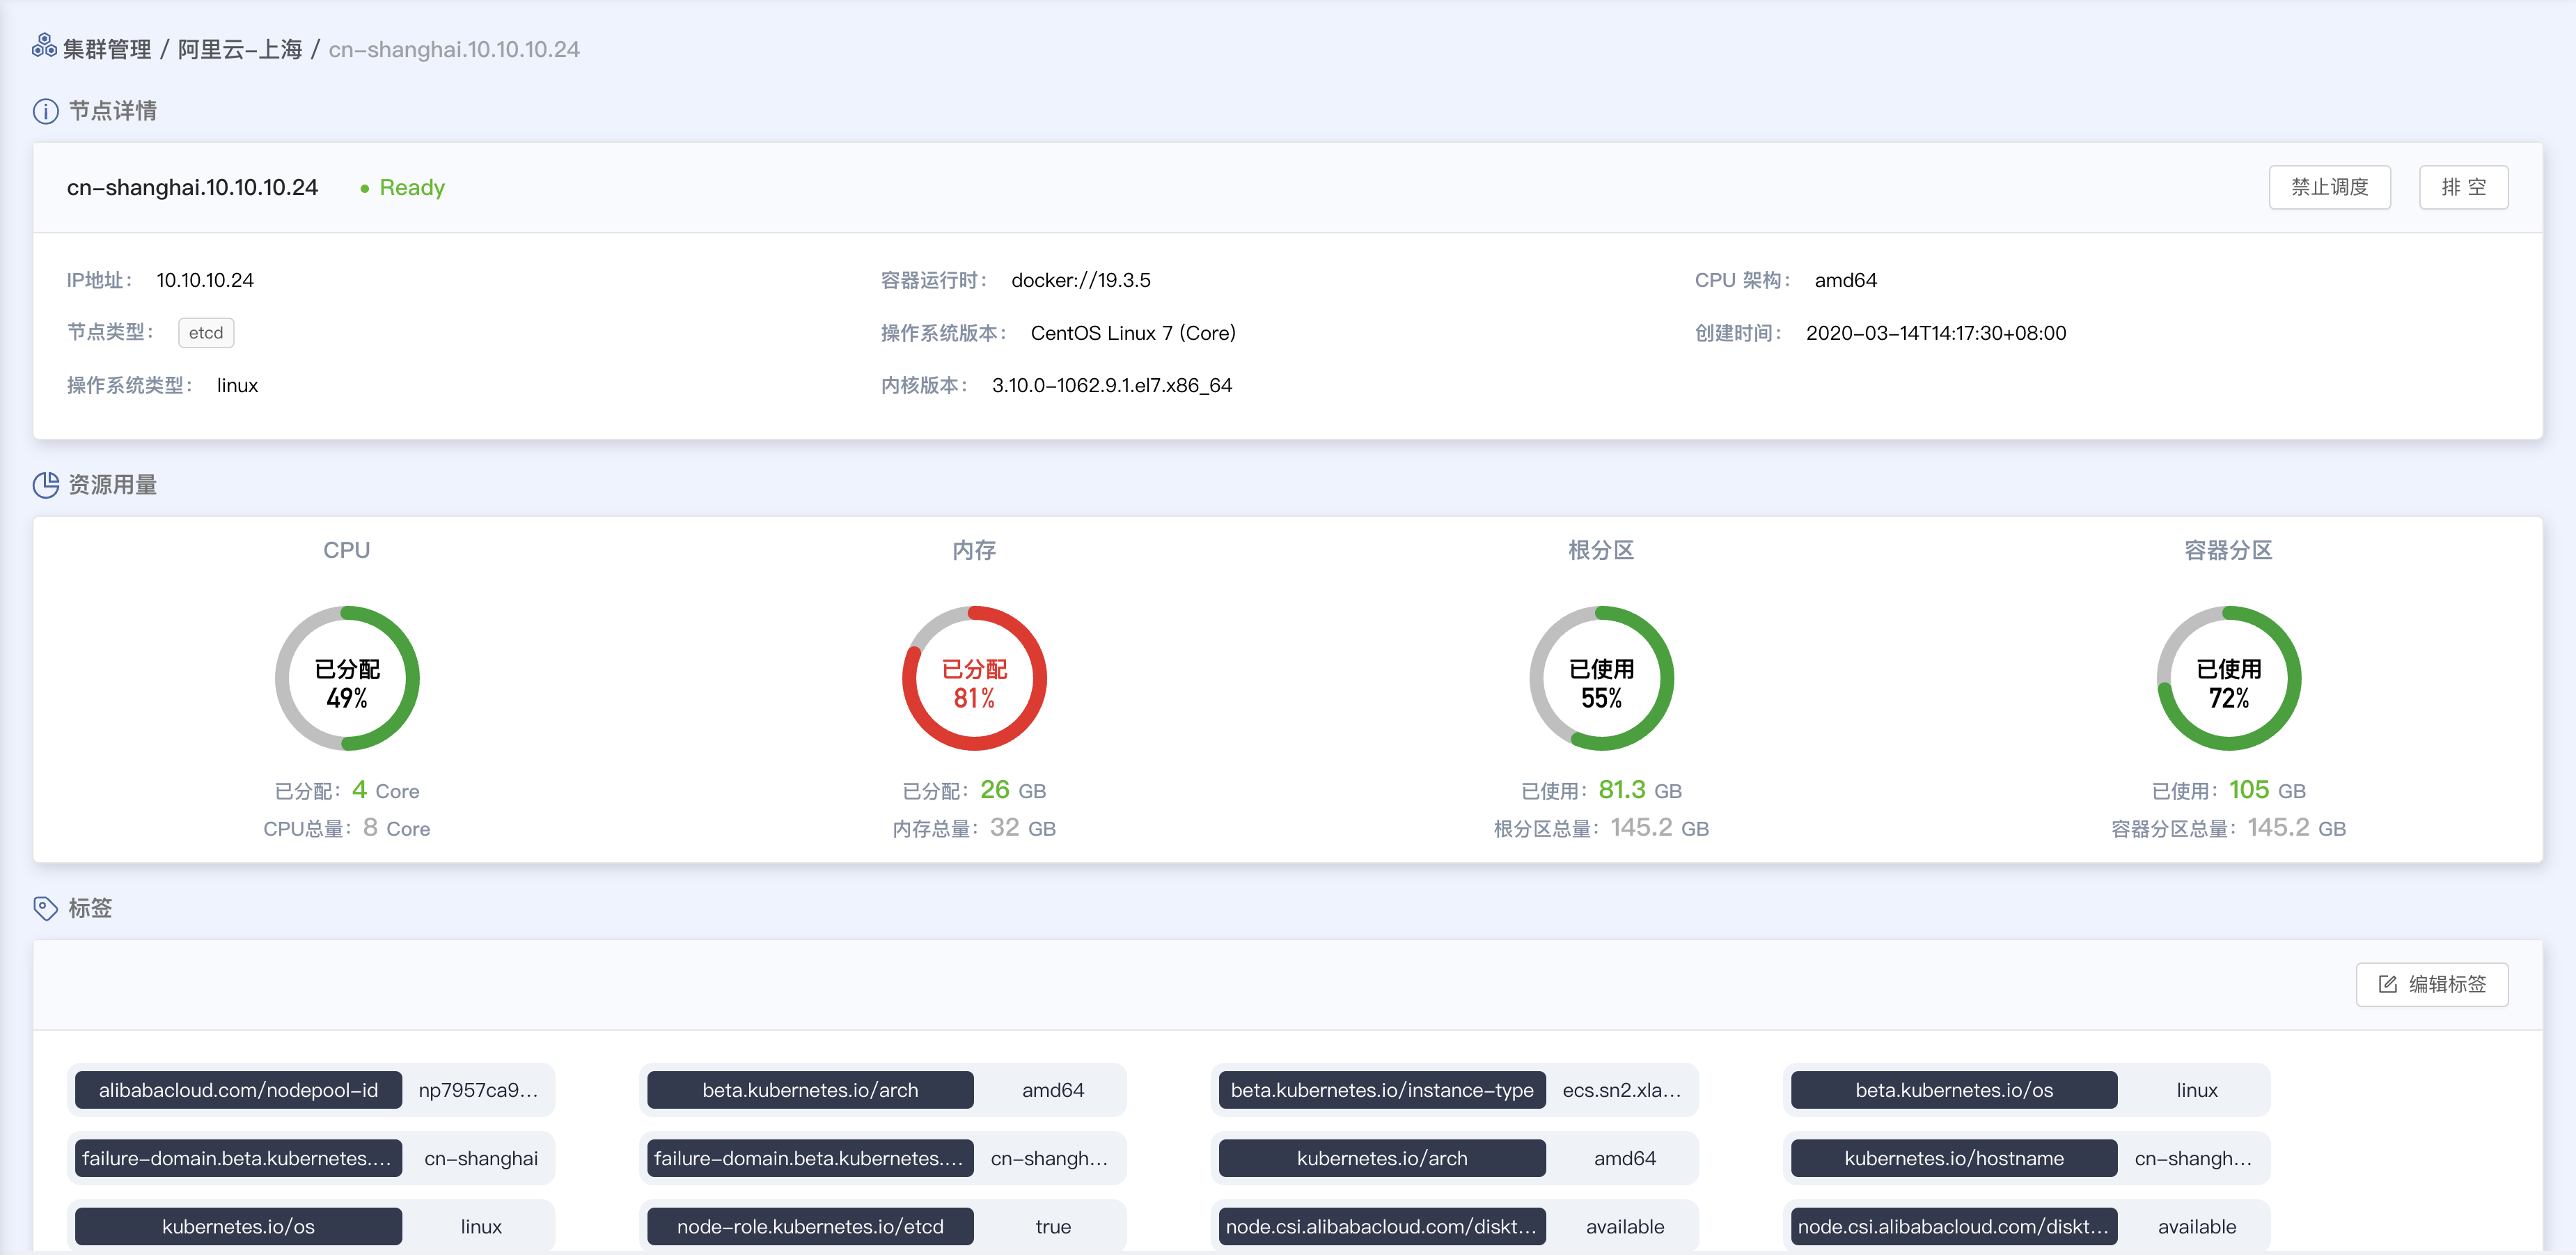 集群管理 / 阿里云-上海 / cn-shanghai.10.10.10.24
节点详情
cn-shanghai.10.10.10.24 Ready 禁止调度 排 空
IP地址： 10.10.10.24 容器运行时： docker://19.3.5 CPU 架构： amd64
节点类型： etcd 操作系统版本： CentOS Linux 7 (Core) 创建时间： 2020-03-14T14:17:30+08:00
操作系统类型： linux 内核版本： 3.10.0-1062.9.1.el7.x86_64
资源用量
CPU 内存 根分区 容器分区
已分配 已分配 已使用 已使用
49% 81% 55% 72%
已分配： 4 Core 已分配： 26 GB 已使用： 81.3 GB 已使用： 105 GB
CPU总量： 8 Core 内存总量： 32 GB 根分区总量： 145.2 GB 容器分区总量： 145.2 GB
标签
编辑标签
alibabacloud.com/nodepool-id np7957ca9... beta.kubernetes.io/arch amd64 beta.kubernetes.io/instance-type ecs.sn2.xla... beta.kubernetes.io/os linux
failure-domain.beta.kubernetes.... cn-shanghai failure-domain.beta.kubernetes.... cn-shangh... kubernetes.io/arch amd64 kubernetes.io/hostname cn-shangh...
kubernetes.io/os linux node-role.kubernetes.io/etcd true node.csi.alibabacloud.com/diskt... available node.csi.alibabacloud.com/diskt... available